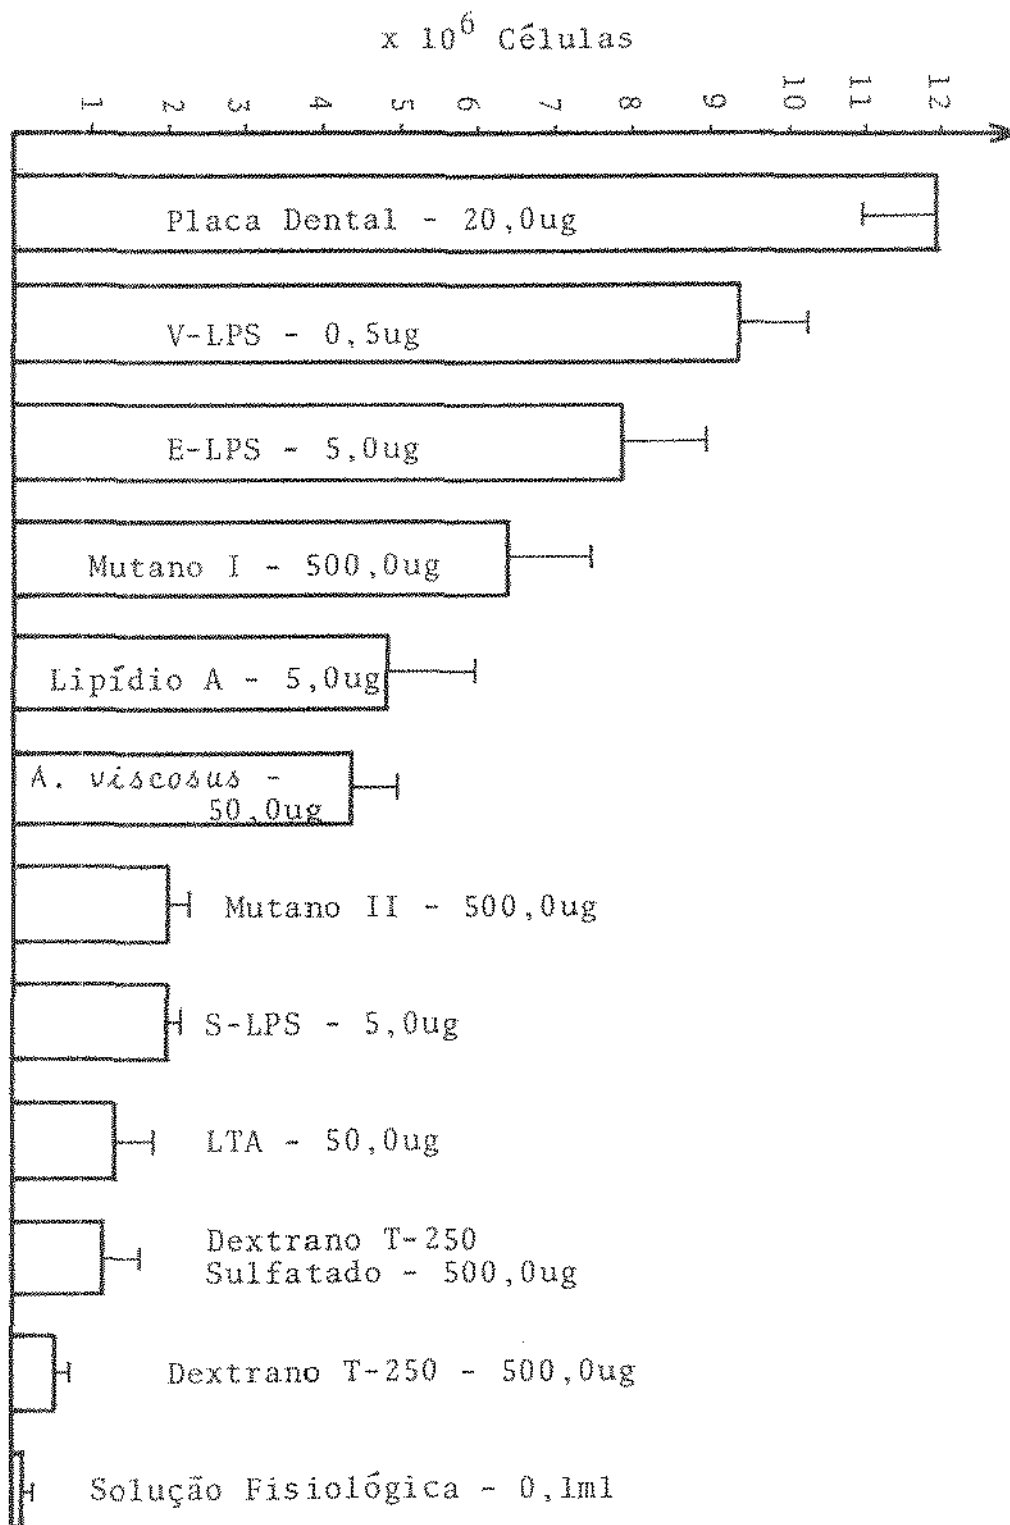 x 10⁶ Células
1 2 3 4 5 6 7 8 9 10 11 12
Placa Dental - 20,0ug
V-LPS - 0,5ug
E-LPS - 5,0ug
Mutano I - 500,0ug
Lipídio A - 5,0ug
A. viscosus -
50,0ug
Mutano II - 500,0ug
S-LPS - 5,0ug
LTA - 50,0ug
Dextrano T-250
Sulfatado - 500,0ug
Dextrano T-250 - 500,0ug
Solução Fisiológica - 0,1ml